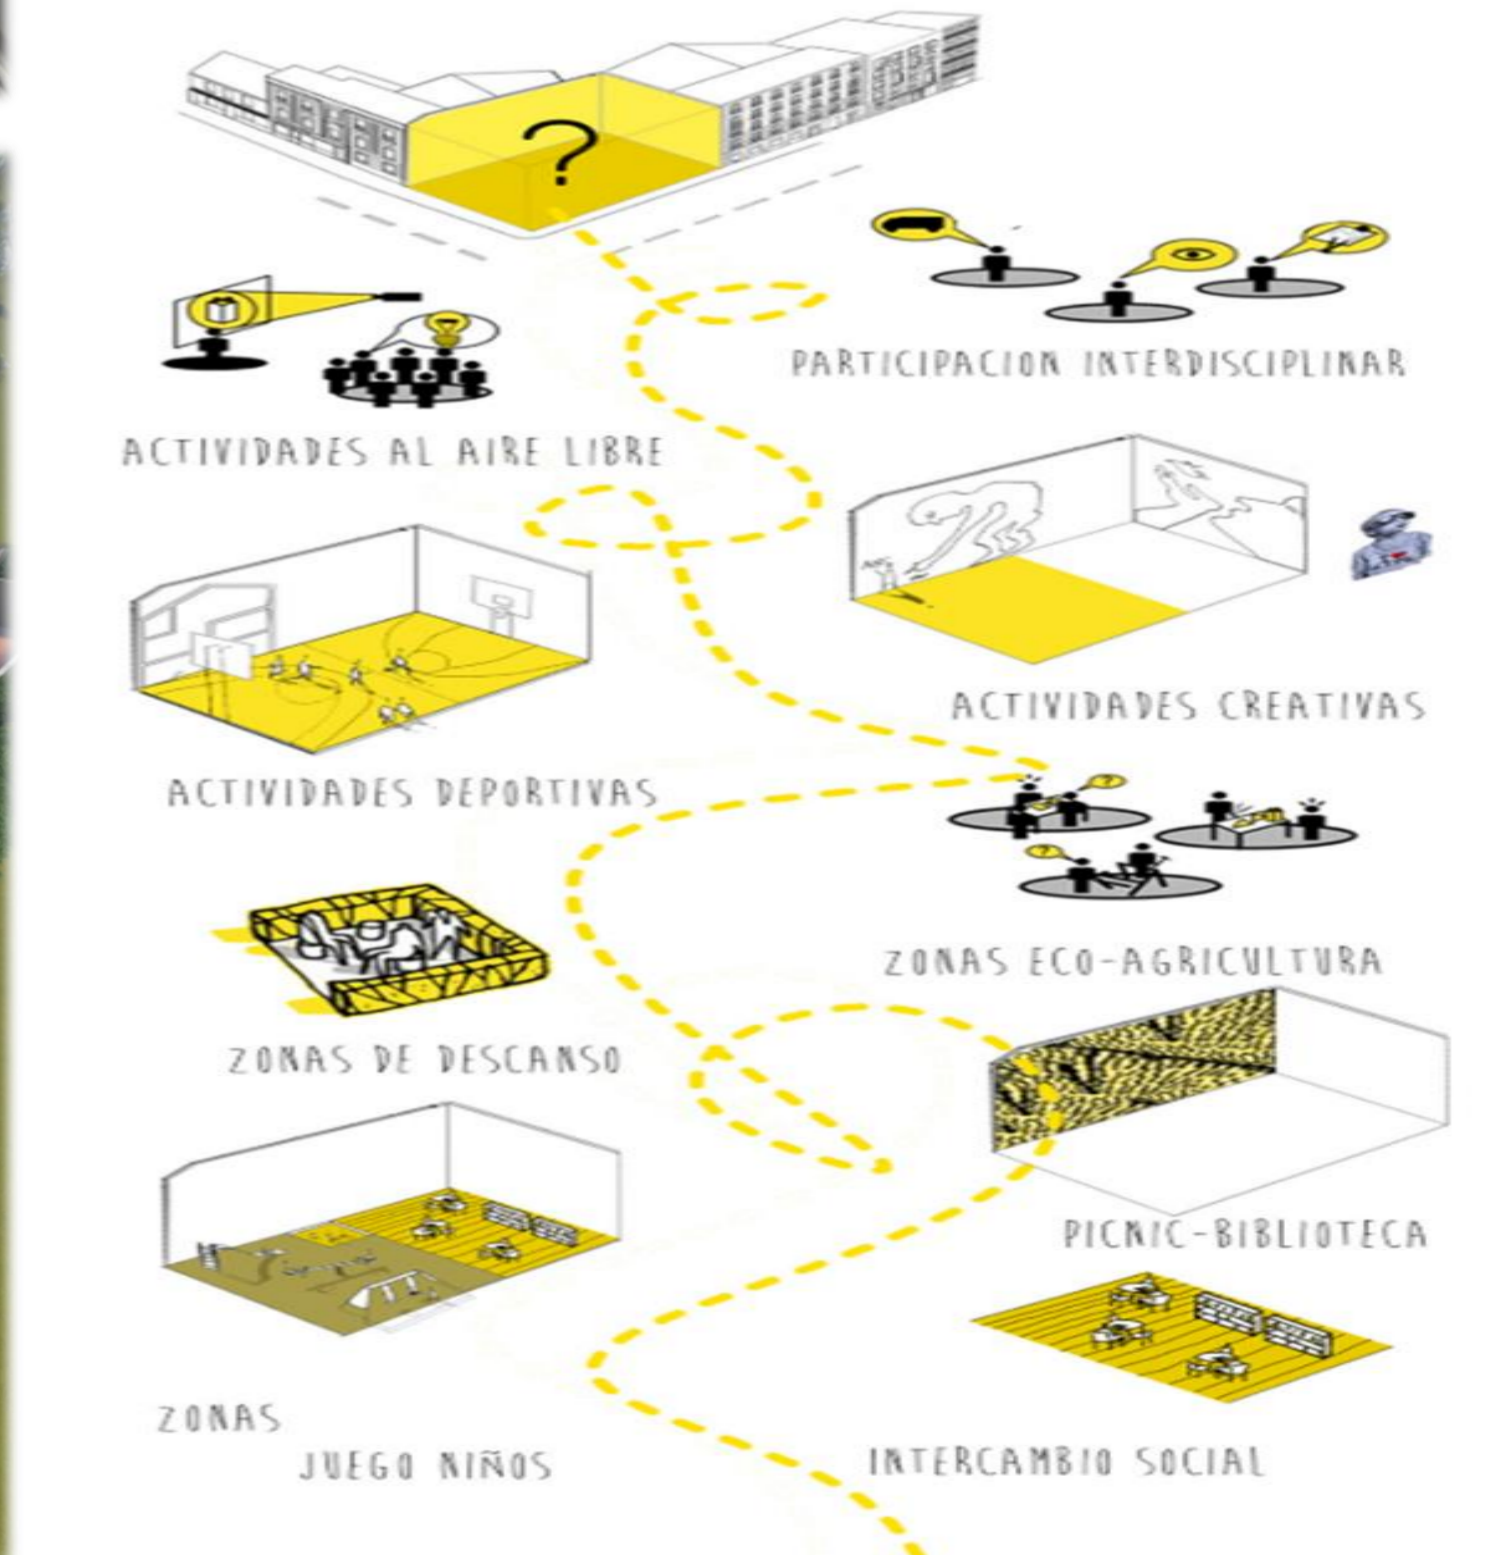 ?
PARTICIPACION INTERDISCIPLINAR
ACTIVIDADES AL AIRE LIBRE
ACTIVIDADES CREATIVAS
ACTIVIDADES DEPORTIVAS
?
?
ZONAS ECO-AGRICULTURA
ZONAS DE DESCANSO
PICNIC-BIBLIOTECA
ZONAS
JUEGO NIÑOS
INTERCAMBIO SOCIAL